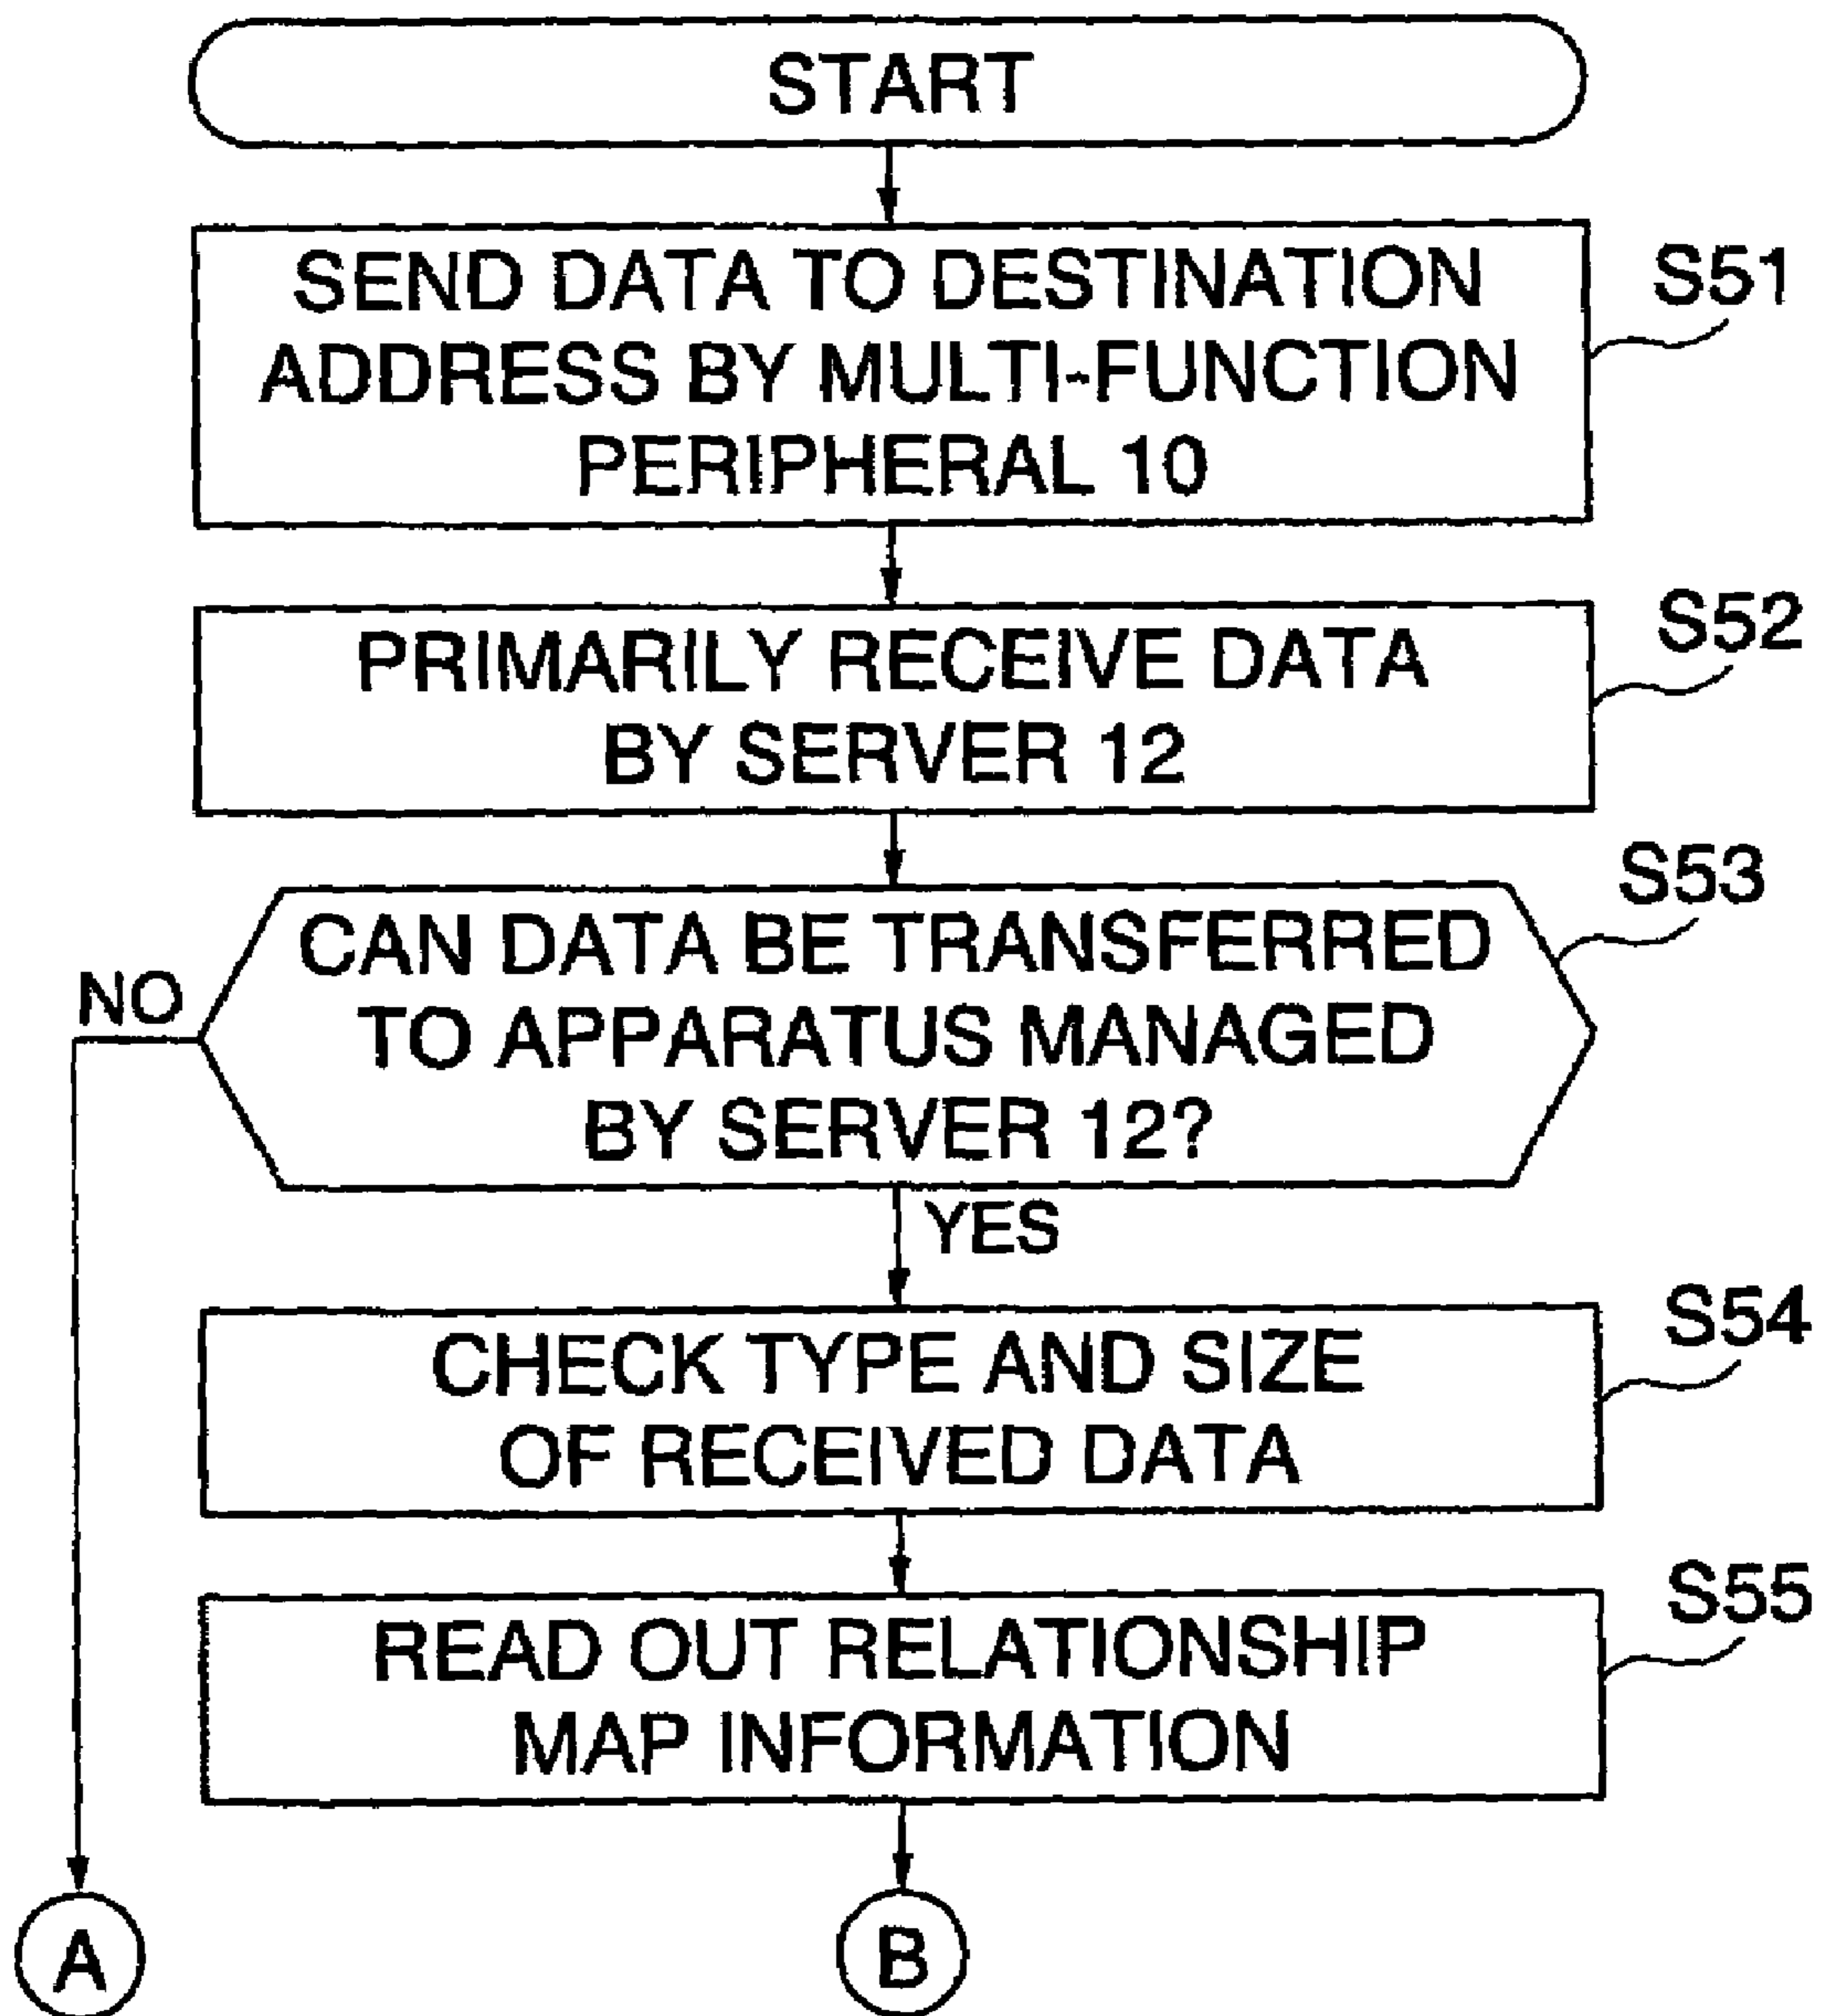 START
SEND DATA TO DESTINATION
ADDRESS BY MULTI-FUNCTION
PERIPHERAL 10
S51
PRIMARILY RECEIVE DATA
BY SERVER 12
S52
CAN DATA BE TRANSFERRED
TO APPARATUS MANAGED
BY SERVER 12?
S53
NO
YES
CHECK TYPE AND SIZE
OF RECEIVED DATA
S54
READ OUT RELATIONSHIP
MAP INFORMATION
S55
A
B